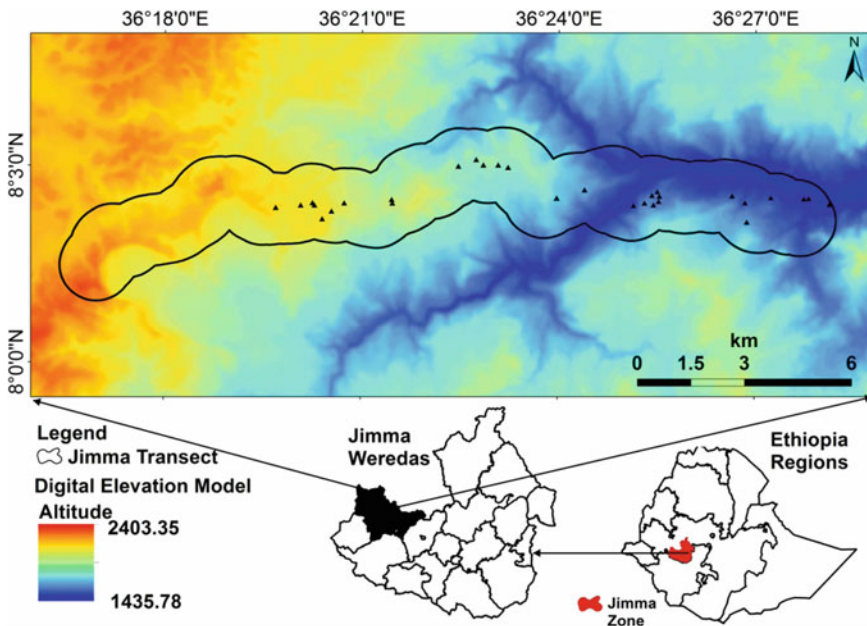 36°18'0"E 36°21'0"E 36°24'0"E 36°27'0"E
N
8°3'0"N
8°0'0"N
km
0 1.5 3 6
Legend
Jimma Transect
Digital Elevation Model
Altitude
2403.35
1435.78
Jimma
Weredas
Ethiopia
Regions
Jimma
Zone